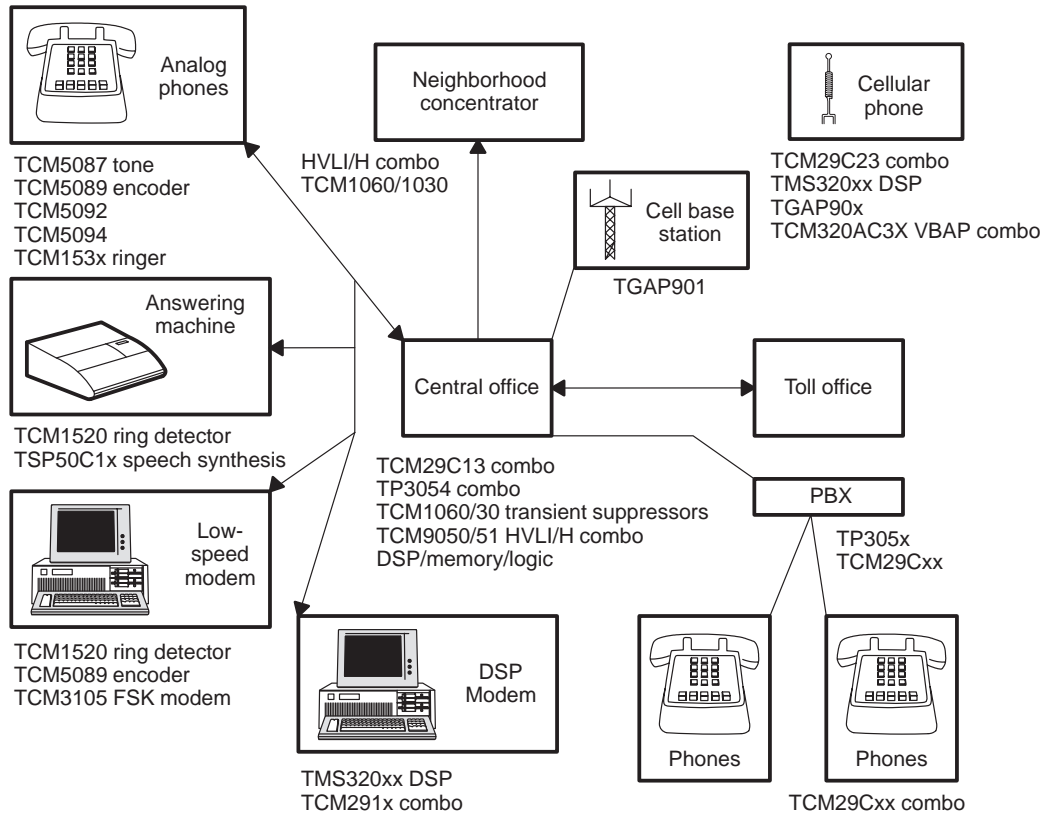 Analog
phones
TCM5087 tone
TCM5089 encoder
TCM5092
TCM5094
TCM153x ringer
Neighborhood
concentrator
HVLI/H combo
TCM1060/1030
Cellular
phone
TCM29C23 combo
TMS320xx DSP
TGAP90x
TCM320AC3X VBAP combo
Cell base
station
TGAP901
Answering
machine
TCM1520 ring detector
TSP50C1x speech synthesis
Central office
TCM29C13 combo
TP3054 combo
TCM1060/30 transient suppressors
TCM9050/51 HVLI/H combo
DSP/memory/logic
Toll office
PBX
TP305x
TCM29Cxx
Low-
speed
modem
TCM1520 ring detector
TCM5089 encoder
TCM3105 FSK modem
DSP
Modem
TMS320xx DSP
TCM291x combo
Phones
Phones
TCM29Cxx combo